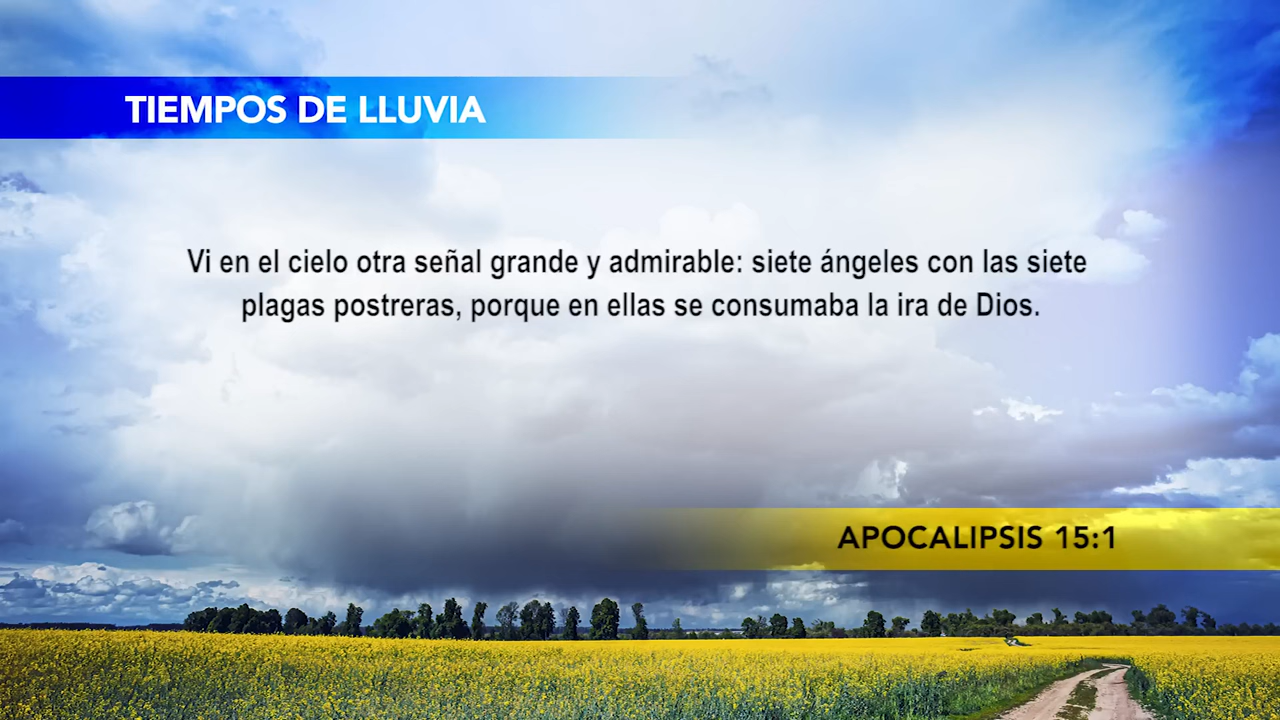 TIEMPOS DE LLUVIA
Vi en el cielo otra señal grande y admirable: siete ángeles con las siete
plagas postreras, porque en ellas se consumaba la ira de Dios.
APOCALIPSIS 15:1